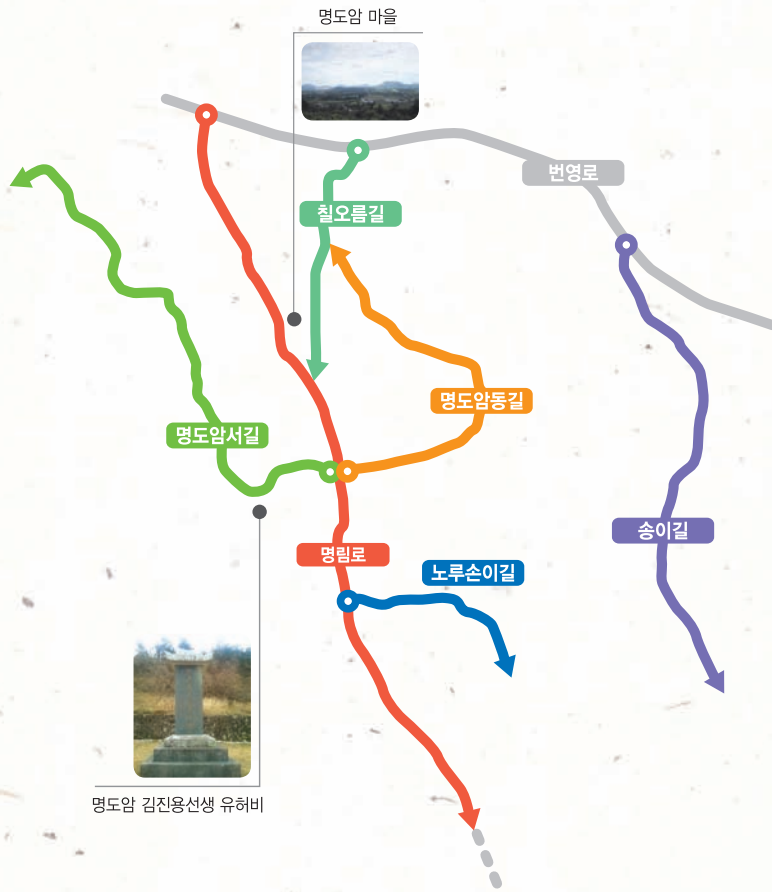 명도암 마을
번영로
칠오름길
명도암동길
명도암서길
송이길
명림로
노루손이길
명도암 김진용선생 유허비